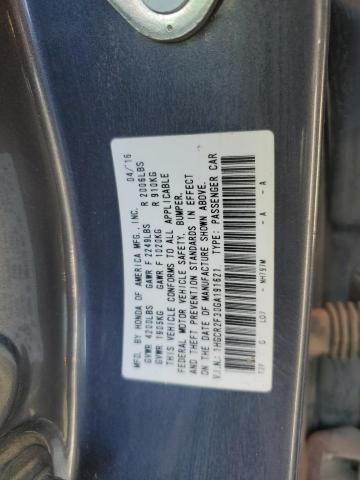 MFD. BY HONDA OF AMERICA MFG., INC. 04/16
GVWR 4200LBS GAWR F 2249LBS R 2006LBS
GVWR 1905KG GAWR F 1020KG R 910KG
THIS VEHICLE CONFORMS TO ALL APPLICABLE
FEDERAL MOTOR VEHICLE SAFETY, BUMPER,
AND THEFT PREVENTION STANDARDS IN EFFECT
ON THE DATE OF MANUFACTURE SHOWN ABOVE.
V.I.N.: 1HGCR2F30GA191621 TYPE: PASSENGER CAR
G L07 NH797M - A - A